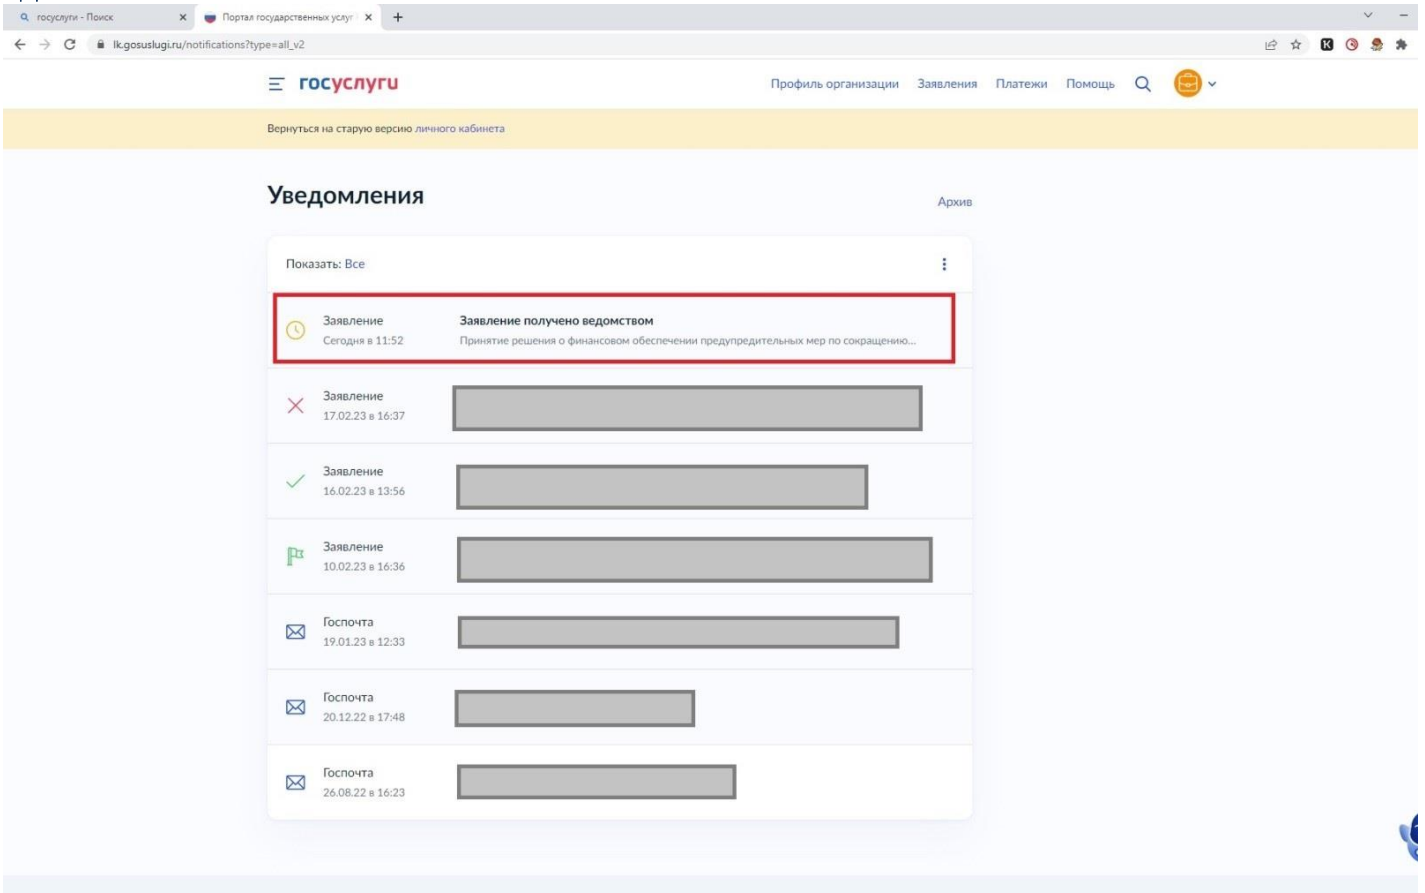 госуслуги - Поиск
Портал государственных услуг
lk.gosuslugi.ru/notifications?type=all_v2
госуслуги
Профиль организации Заявления Платежи Помощь
Вернуться на старую версию личного кабинета
Уведомления
Архив
Показать: Все
Заявление
Сегодня в 11:52
Заявление получено ведомством
Принятие решения о финансовом обеспечении предупредительных мер по сокращению...
Заявление
17.02.23 в 16:37
Заявление
16.02.23 в 13:56
Заявление
10.02.23 в 16:36
Госпочта
19.01.23 в 12:33
Госпочта
20.12.22 в 17:48
Госпочта
26.08.22 в 16:23